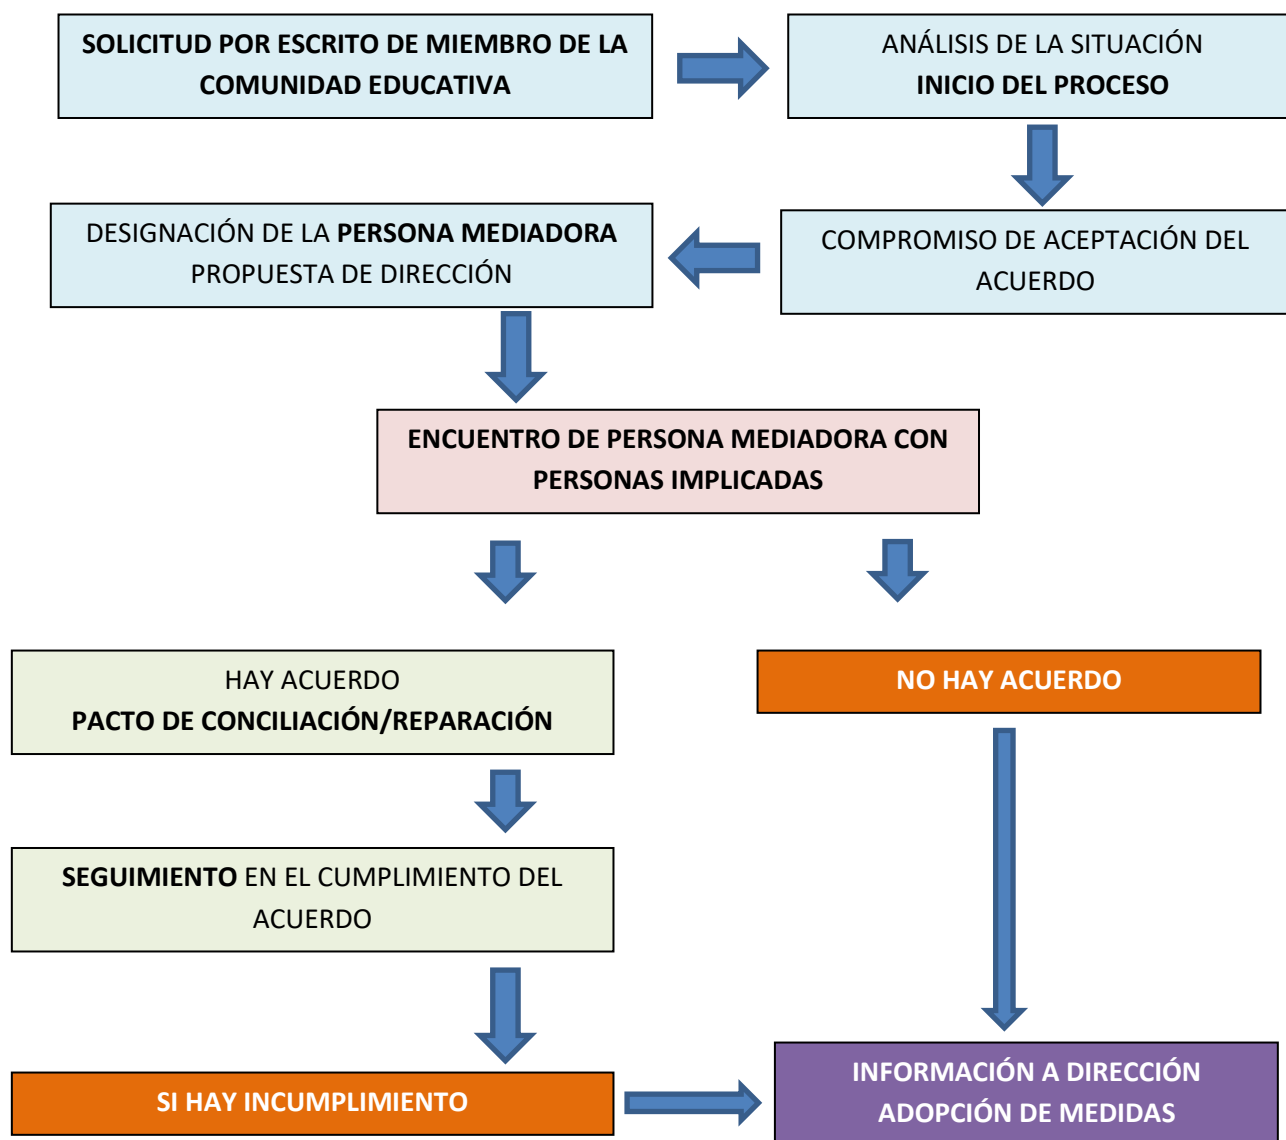 SOLICITUD POR ESCRITO DE MIEMBRO DE LA
COMUNIDAD EDUCATIVA
ANÁLISIS DE LA SITUACIÓN
INICIO DEL PROCESO
DESIGNACIÓN DE LA PERSONA MEDIADORA
PROPUESTA DE DIRECCIÓN
COMPROMISO DE ACEPTACIÓN DEL
ACUERDO
ENCUENTRO DE PERSONA MEDIADORA CON
PERSONAS IMPLICADAS
HAY ACUERDO
PACTO DE CONCILIACIÓN/REPARACIÓN
NO HAY ACUERDO
SEGUIMIENTO EN EL CUMPLIMIENTO DEL
ACUERDO
SI HAY INCUMPLIMIENTO
INFORMACIÓN A DIRECCIÓN
ADOPCIÓN DE MEDIDAS